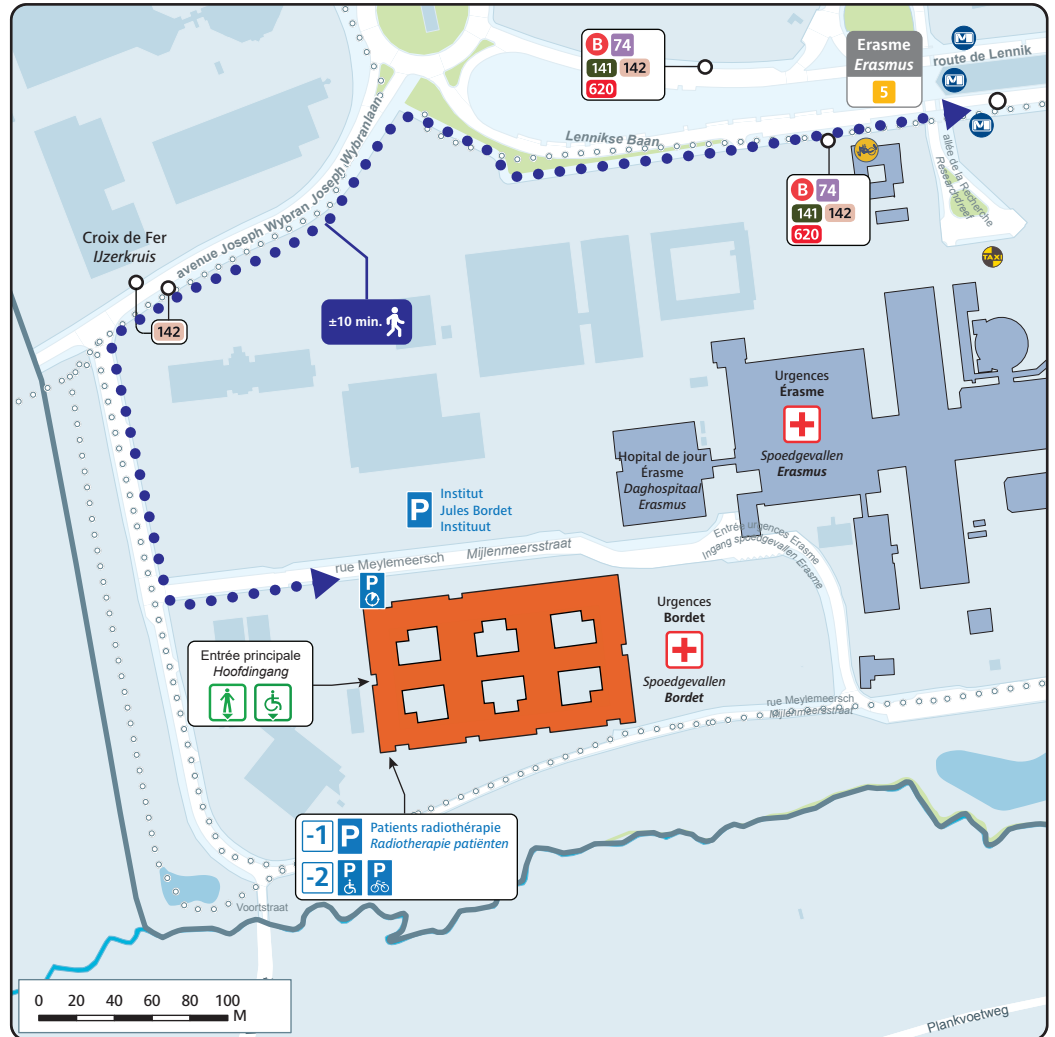 B 74
141 142
620
Erasme
Erasmus
5
M
route de Lennik
M
M
Lennikse Baan
B 74
141 142
620
allée de la Recherche
Researchdreef
TAXI
avenue Joseph Wybran Joseph Wybranlaan
Croix de Fer
IJzerkruis
142
±10 min.
Urgences
Érasme
Spoedgevallen
Erasmus
Hopital de jour
Érasme
Daghospitaal
Erasmus
P
Institut
Jules Bordet
Instituut
Entrée urgences Erasme
Ingang spoedgevallen Erasme
rue Meylemeersch Mijlenmeersstraat
P
Urgences
Bordet
Spoedgevallen
Bordet
Entrée principale
Hoofdingang
rue Meylemeersch
Mijlenmeersstraat
-1 P Patients radiothérapie
Radiotherapie patiënten
-2 P P
Voortstraat
0 20 40 60 80 100
M
Plankvoetweg